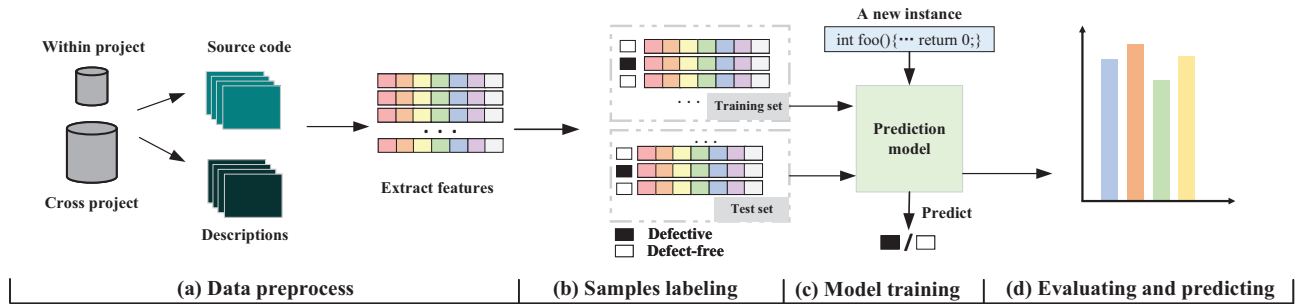 Within project
Cross project
Source code
Descriptions
. . .
Extract features
. . .
Training set
. . .
Test set
Defective
Defect-free
A new instance
int foo(){··· return 0;}
Prediction
model
Predict
/
(a) Data preprocess
(b) Samples labeling
(c) Model training
(d) Evaluating and predicting